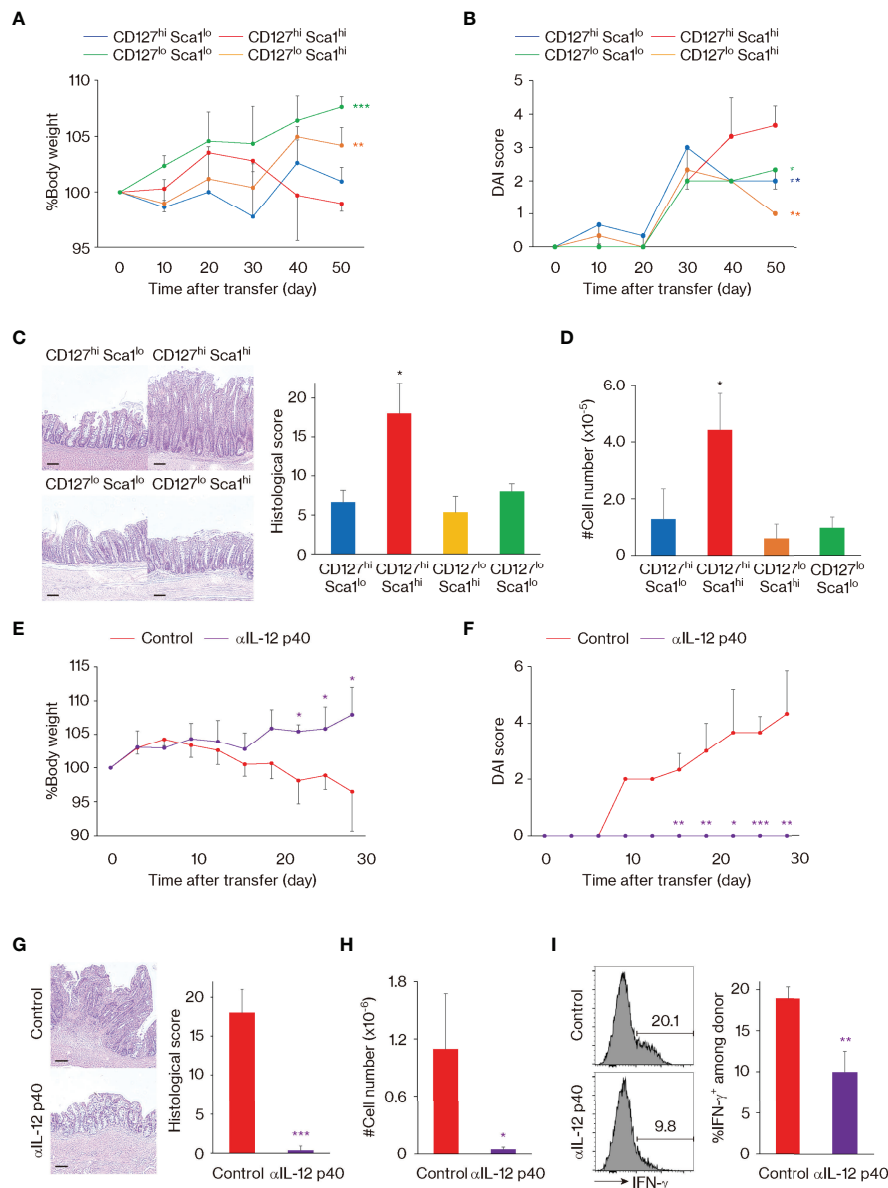 A
CD127hi Sca1lo
CD127hi Sca1hi
CD127lo Sca1lo
CD127lo Sca1hi
110
105
100
95
%Body weight
***
**
0 10 20 30 40 50
Time after transfer (day)
B
CD127hi Sca1lo
CD127hi Sca1hi
CD127lo Sca1lo
CD127lo Sca1hi
5
4
3
2
1
0
DAI score
*
**
**
0 10 20 30 40 50
Time after transfer (day)
C
CD127hi Sca1lo
CD127hi Sca1hi
CD127lo Sca1lo
CD127lo Sca1hi
20
15
10
5
0
Histological score
*
CD127hi CD127hi CD127lo CD127lo
Sca1lo Sca1hi Sca1hi Sca1lo
D
6.0
4.0
2.0
0
#Cell number (x10-5)
*
CD127hi CD127hi CD127lo CD127lo
Sca1lo Sca1hi Sca1hi Sca1lo
E
Control
αIL-12 p40
115
110
105
100
95
90
%Body weight
* * *
0 10 20 30
Time after transfer (day)
F
Control
αIL-12 p40
6
4
2
0
DAI score
** ** * *** **
0 10 20 30
Time after transfer (day)
G
Control
αIL-12 p40
20
15
10
5
0
Histological score
***
Control αIL-12 p40
H
1.8
1.2
0.6
0
#Cell number (x10-6)
*
Control αIL-12 p40
I
Control
20.1
αIL-12 p40
9.8
IFN-γ
20
15
10
5
0
%IFN-γ+ among donor
**
Control αIL-12 p40